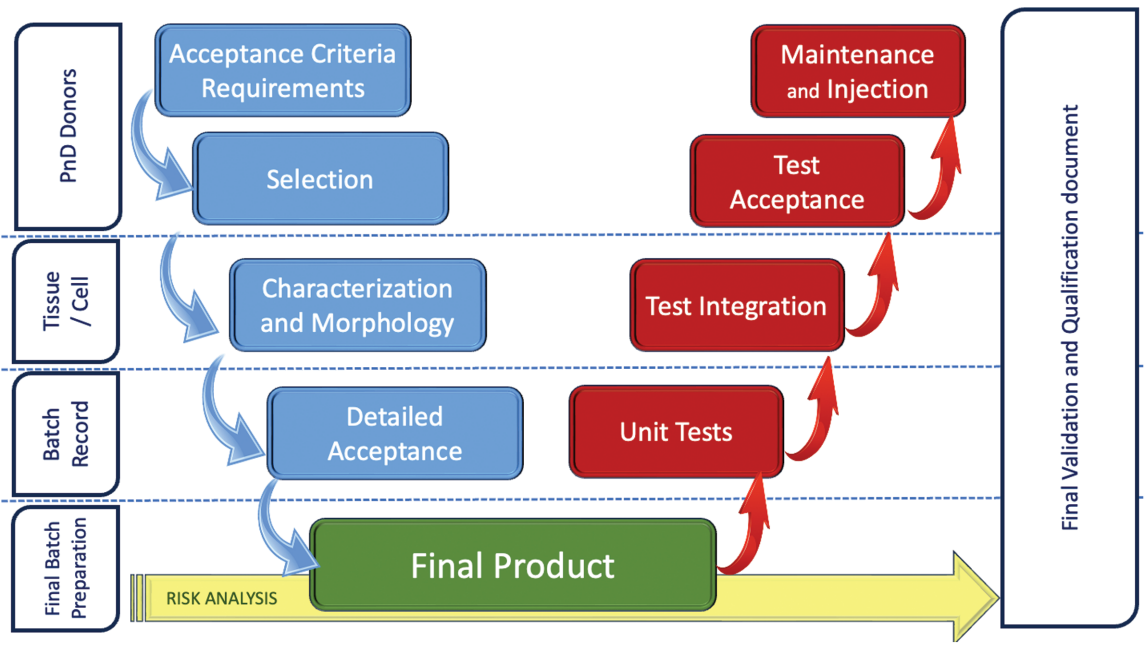 PnD Donors
Acceptance Criteria
Requirements
Selection
Maintenance
and Injection
Test
Acceptance
Tissue
/ Cell
Characterization
and Morphology
Test Integration
Batch
Record
Detailed
Acceptance
Unit Tests
Final Batch
Preparation
Final Product
RISK ANALYSIS
Final Validation and Qualification document